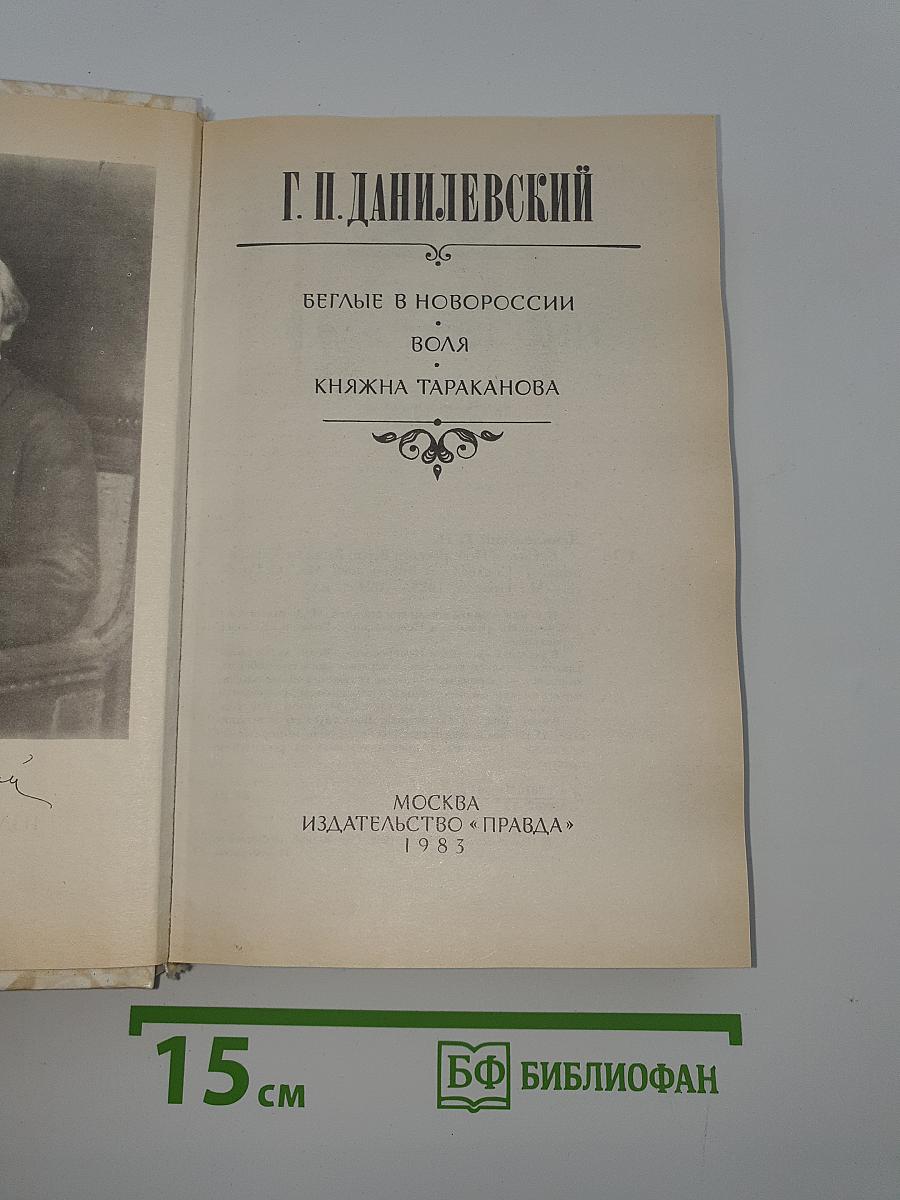 Г. П. ДАНИЛЕВСКИЙ
БЕГЛЫЕ В НОВОРОССИИ
ВОЛЯ
КНЯЖНА ТАРАКАНОВА
МОСКВА
ИЗДАТЕЛЬСТВО «ПРАВДА»
1983
15 см
БФ БИБЛИОФАН